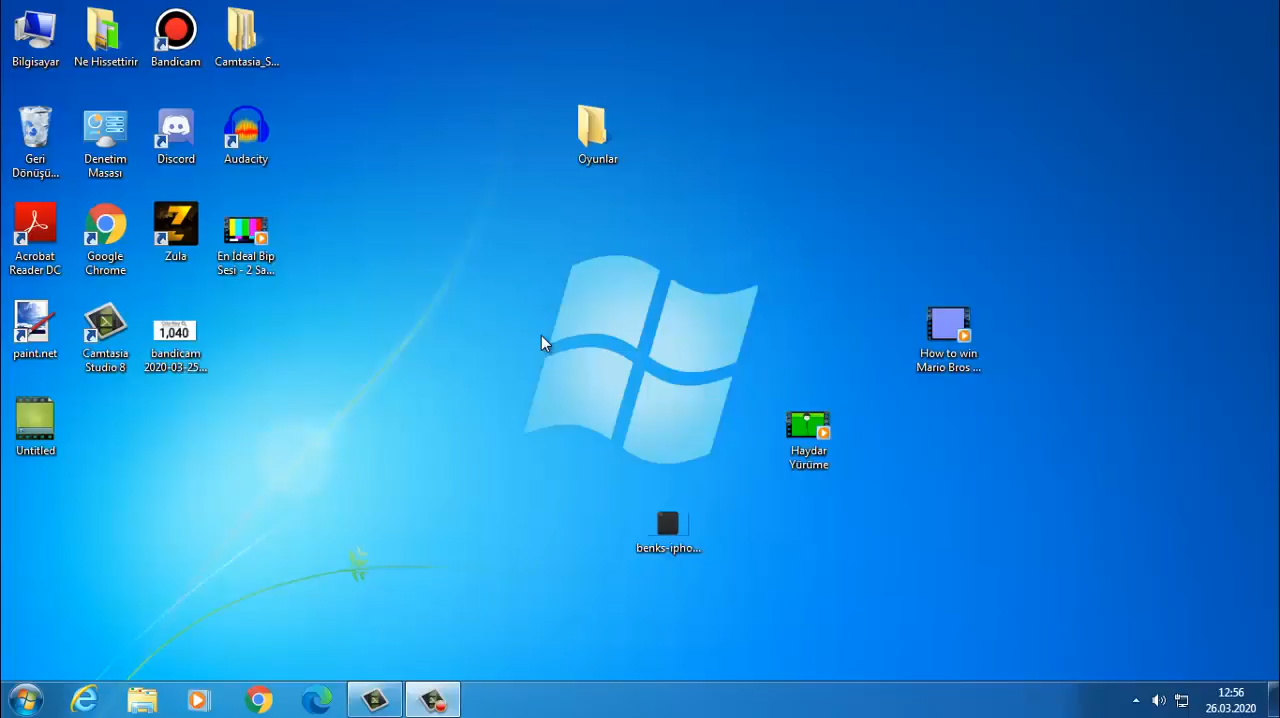 Bilgisayar
Ne Hissettirir
Bandicam
Camtasia_S...
Geri
Dönüşü...
Denetim
Masası
Discord
Audacity
Oyunlar
Acrobat
Reader DC
Google
Chrome
Zula
En İdeal Bip
Sesi - 2 Sa...
paint.net
Camtasia
Studio 8
1,040
bandicam
2020-03-25...
How to win
Mario Bros ...
Untitled
Haydar
Yürüme
benks-ipho...
12:56
26.03.2020